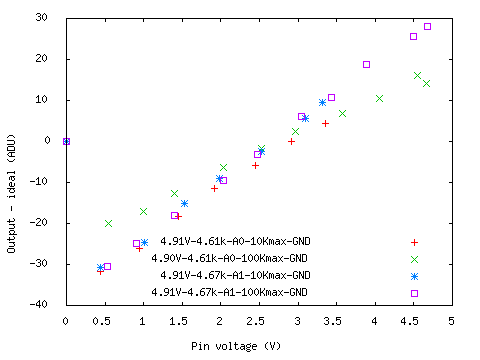 30
20
10
0
-10
-20
-30
-40
Output - ideal (ADU)
4.91V-4.61k-A0-10Kmax-GND
4.90V-4.61k-A0-100Kmax-GND
4.91V-4.67k-A1-10Kmax-GND
4.91V-4.67k-A1-100Kmax-GND
0 0.5 1 1.5 2 2.5 3 3.5 4 4.5 5
Pin voltage (V)